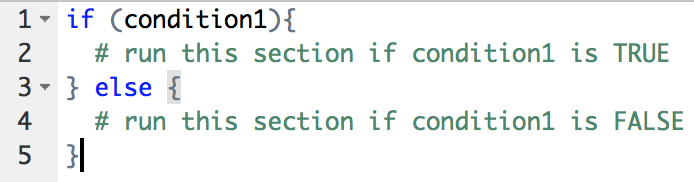 1 if (condition1){
2   # run this section if condition1 is TRUE
3 } else {
4   # run this section if condition1 is FALSE
5 }